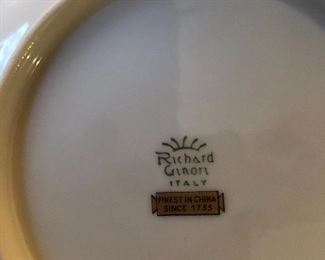 Richard
Ginori
ITALY
FINEST IN CHINA
SINCE 1735